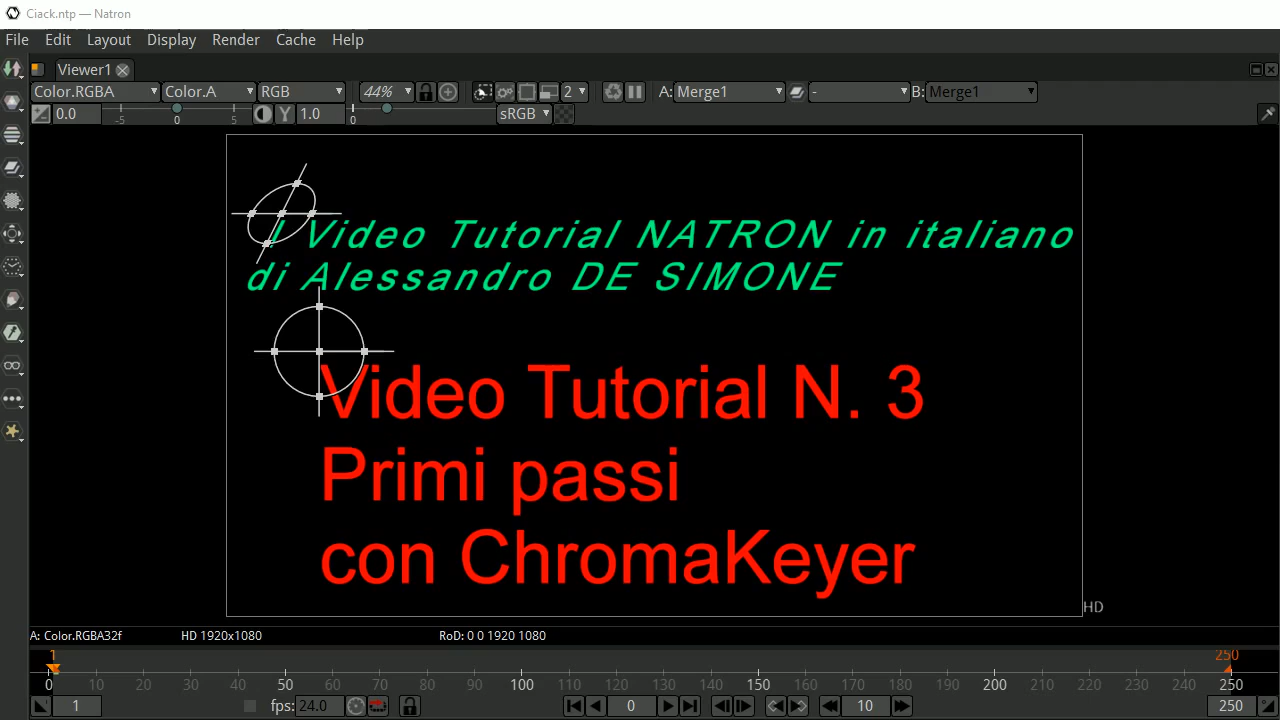 Ciack.ntp — Natron
File Edit Layout Display Render Cache Help
Viewer1
Color.RGBA Color.A RGB 44% 2 A: Merge1 - B: Merge1
0.0 -5 0 5 Y 1.0 0 sRGB
I Video Tutorial NATRON in italiano
di Alessandro DE SIMONE
Video Tutorial N. 3
Primi passi
con ChromaKeyer
HD
A: Color.RGBA32f HD 1920x1080 RoD: 0 0 1920 1080
1 250
0 10 20 30 40 50 60 70 80 90 100 110 120 130 140 150 160 170 180 190 200 210 220 230 240 250
1 fps: 24.0 0 10 250